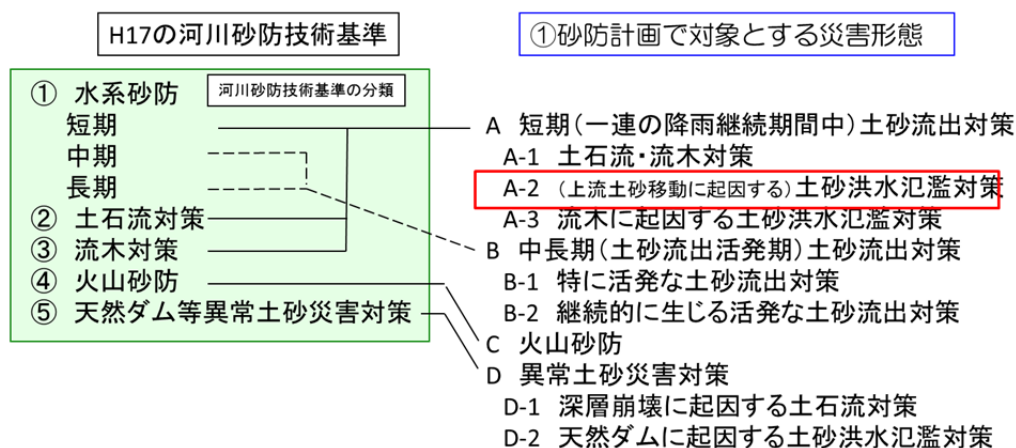 H17の河川砂防技術基準
①砂防計画で対象とする災害形態
河川砂防技術基準の分類
① 水系砂防
短期
中期
長期
② 土石流対策
③ 流木対策
④ 火山砂防
⑤ 天然ダム等異常土砂災害対策
A 短期(一連の降雨継続期間中)土砂流出対策
A-1 土石流・流木対策
A-2 (上流土砂移動に起因する)土砂洪水氾濫対策
A-3 流木に起因する土砂洪水氾濫対策
B 中長期(土砂流出活発期)土砂流出対策
B-1 特に活発な土砂流出対策
B-2 継続的に生じる活発な土砂流出対策
C 火山砂防
D 異常土砂災害対策
D-1 深層崩壊に起因する土石流対策
D-2 天然ダムに起因する土砂洪水氾濫対策